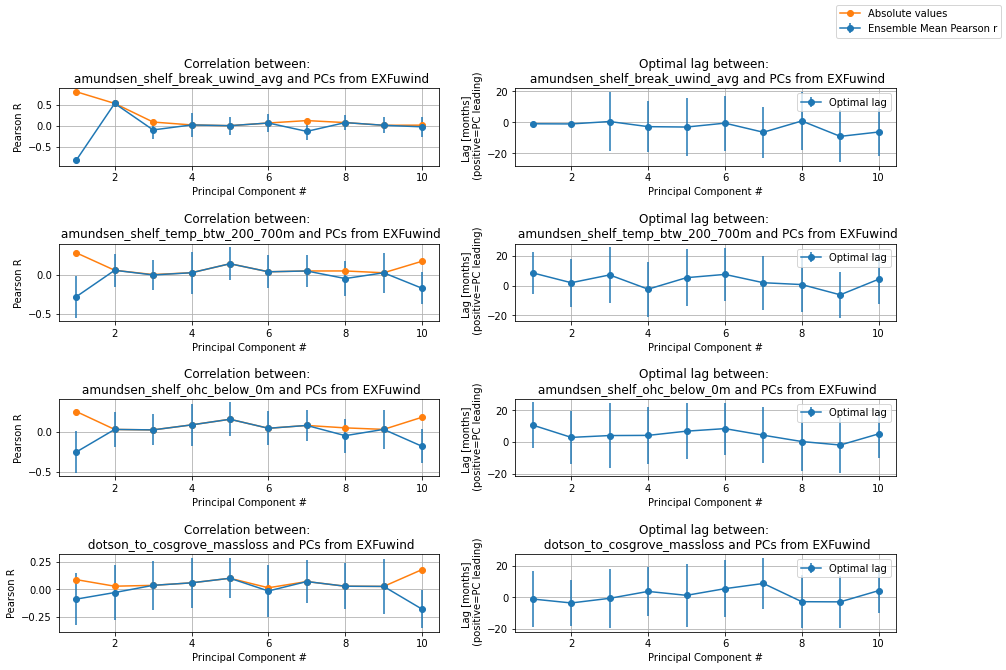 Absolute values
Ensemble Mean Pearson r
Correlation between:
amundsen_shelf_break_uwind_avg and PCs from EXFuwind
Pearson R
0.5
0.0
−0.5
2
4
6
8
10
Principal Component #
Optimal lag between:
amundsen_shelf_break_uwind_avg and PCs from EXFuwind
Lag [months]
(positive=PC leading)
20
0
−20
Optimal lag
2
4
6
8
10
Principal Component #
Correlation between:
amundsen_shelf_temp_btw_200_700m and PCs from EXFuwind
Pearson R
0.0
−0.5
2
4
6
8
10
Principal Component #
Optimal lag between:
amundsen_shelf_temp_btw_200_700m and PCs from EXFuwind
Lag [months]
(positive=PC leading)
20
0
−20
Optimal lag
2
4
6
8
10
Principal Component #
Correlation between:
amundsen_shelf_ohc_below_0m and PCs from EXFuwind
Pearson R
0.0
−0.5
2
4
6
8
10
Principal Component #
Optimal lag between:
amundsen_shelf_ohc_below_0m and PCs from EXFuwind
Lag [months]
(positive=PC leading)
20
0
−20
Optimal lag
2
4
6
8
10
Principal Component #
Correlation between:
dotson_to_cosgrove_massloss and PCs from EXFuwind
Pearson R
0.25
0.00
−0.25
2
4
6
8
10
Principal Component #
Optimal lag between:
dotson_to_cosgrove_massloss and PCs from EXFuwind
Lag [months]
(positive=PC leading)
20
0
−20
Optimal lag
2
4
6
8
10
Principal Component #